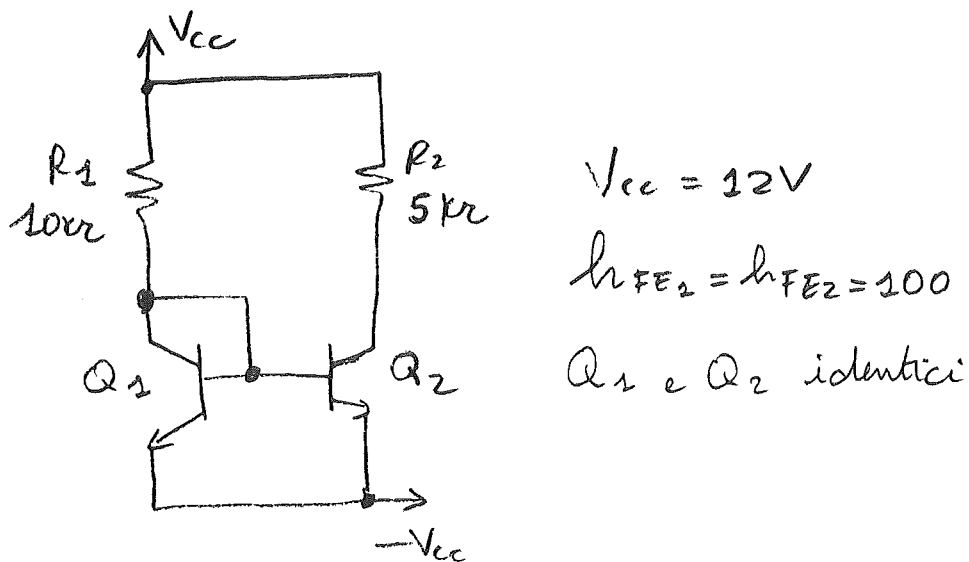 Vcc
R1
10kΩ
R2
5kΩ
Q1
Q2
-Vcc
Vcc = 12V
hFE1 = hFE2 = 100
Q1 e Q2 identici